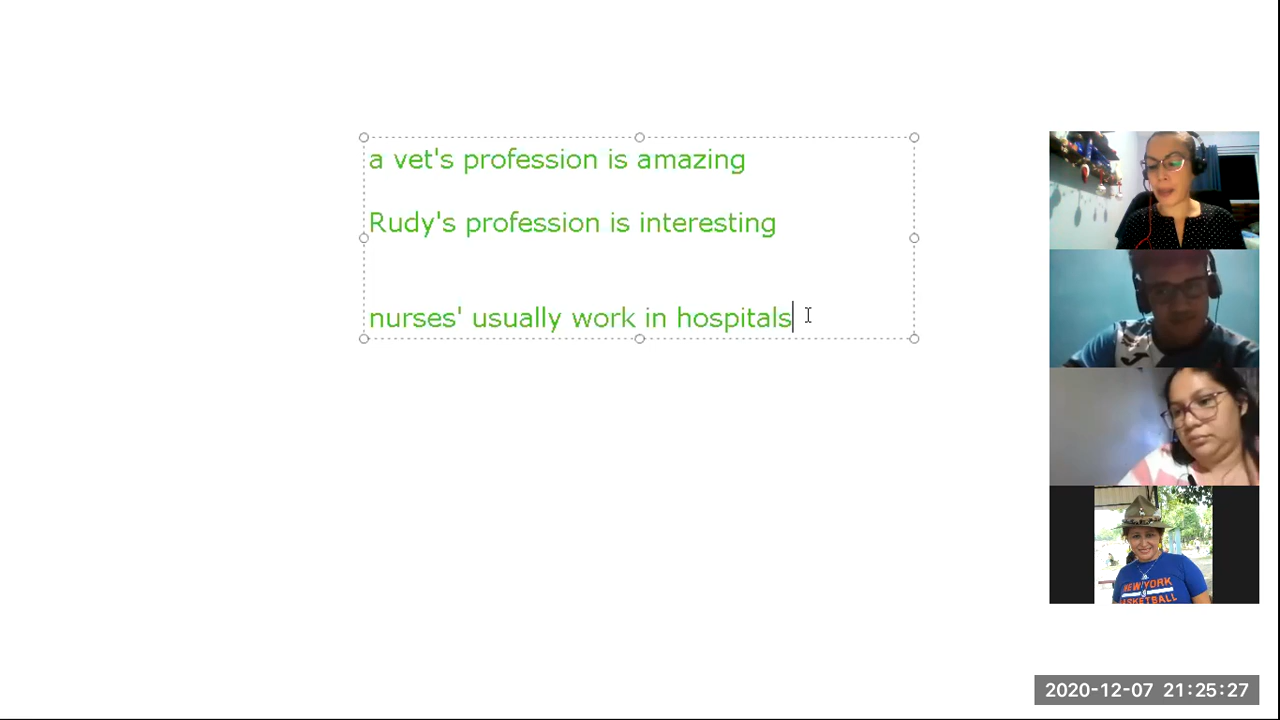 a vet's profession is amazing
Rudy's profession is interesting
nurses' usually work in hospitals
NEW YORK
BASKETBALL
2020-12-07 21:25:27